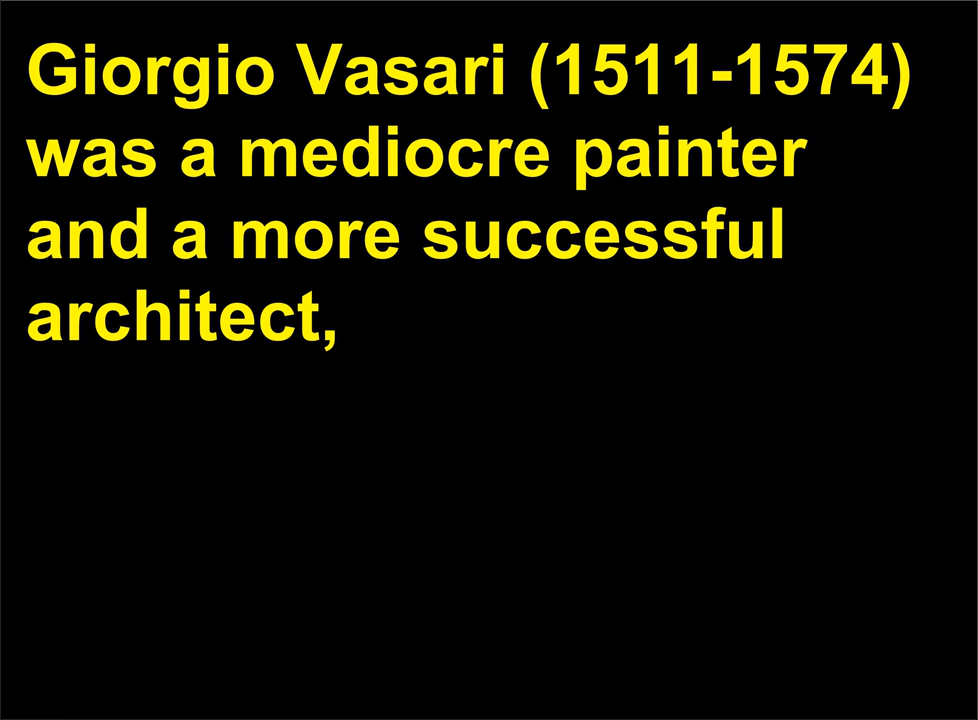 Giorgio Vasari (1511-1574)
was a mediocre painter
and a more successful
architect,